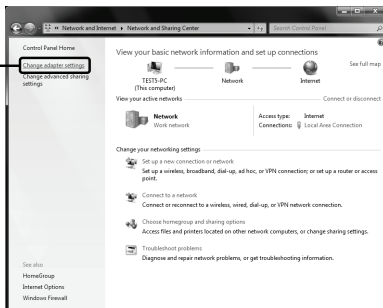 Network and Internet ▸ Network and Sharing Center
Search Control Panel
Control Panel Home
Change adapter settings
Change advanced sharing
settings
See also
HomeGroup
Internet Options
Windows Firewall
View your basic network information and set up connections
See full map
TEST5-PC
(This computer)
Network
Internet
View your active networks
Connect or disconnect
Network
Work network
Access type: Internet
Connections: Local Area Connection
Change your networking settings
Set up a new connection or network
Set up a wireless, broadband, dial-up, ad hoc, or VPN connection; or set up a router or access
point.
Connect to a network
Connect or reconnect to a wireless, wired, dial-up, or VPN network connection.
Choose homegroup and sharing options
Access files and printers located on other network computers, or change sharing settings.
Troubleshoot problems
Diagnose and repair network problems, or get troubleshooting information.